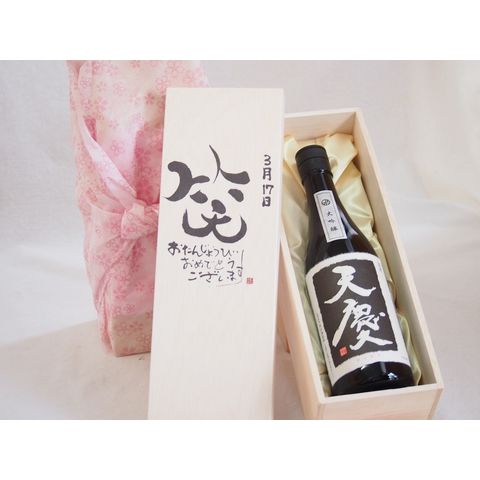 3月17日
笑
おたんじょうび
おめでとう
ございます
大吟醸
天慶